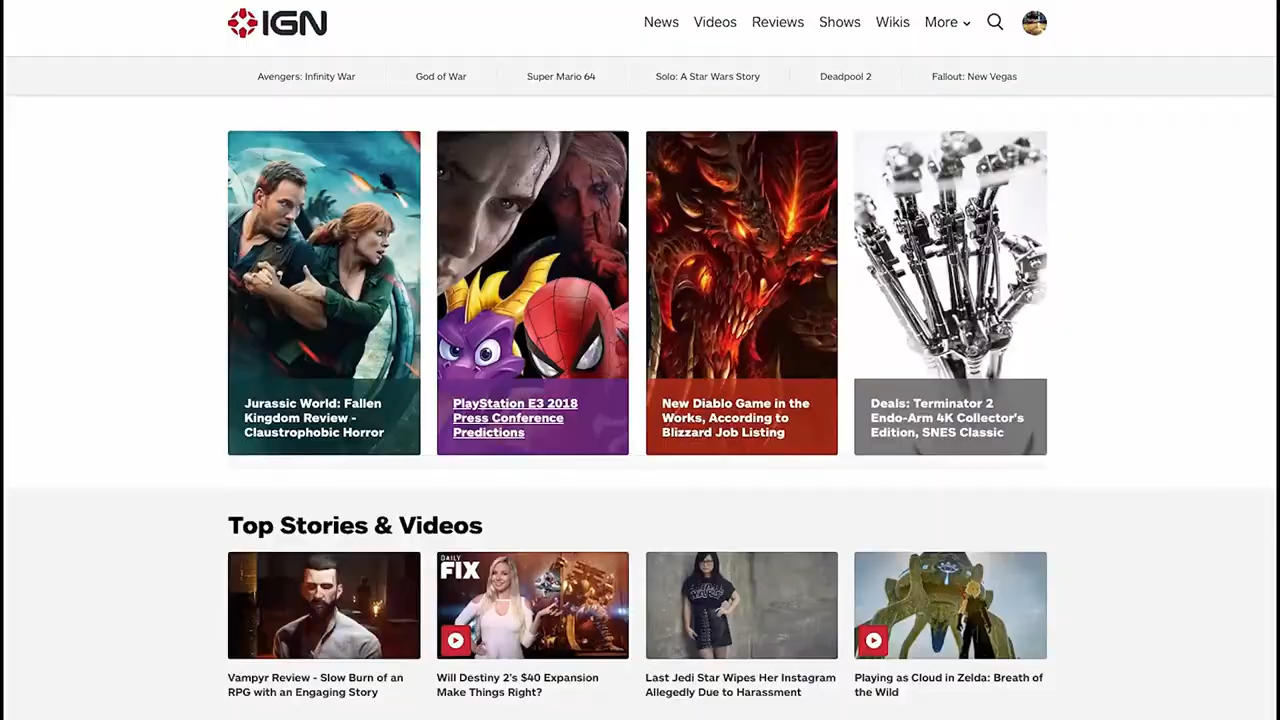 IGN
News Videos Reviews Shows Wikis More
Avengers: Infinity War God of War Super Mario 64 Solo: A Star Wars Story Deadpool 2 Fallout: New Vegas
Jurassic World: Fallen
Kingdom Review -
Claustrophobic Horror
PlayStation E3 2018
Press Conference
Predictions
New Diablo Game in the
Works, According to
Blizzard Job Listing
Deals: Terminator 2
Endo-Arm 4K Collector's
Edition, SNES Classic
Top Stories & Videos
DAILY
FIX
Vampyr Review - Slow Burn of an
RPG with an Engaging Story
Will Destiny 2's $40 Expansion
Make Things Right?
Last Jedi Star Wipes Her Instagram
Allegedly Due to Harassment
Playing as Cloud in Zelda: Breath of
the Wild